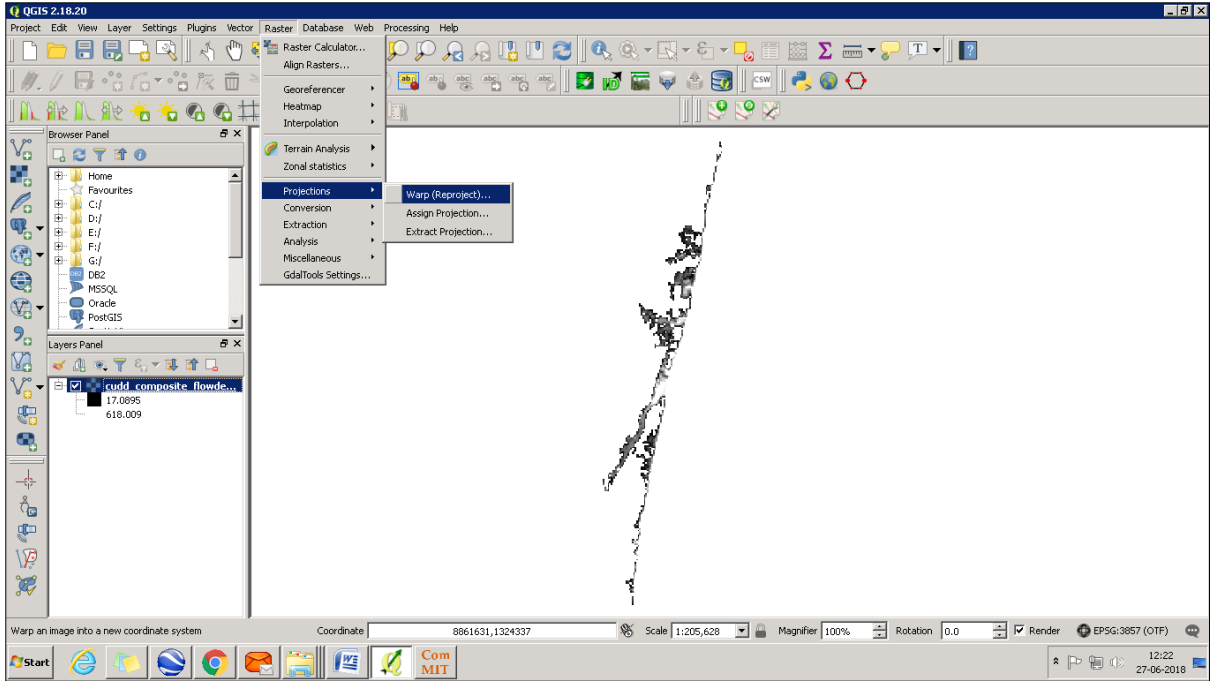 QGIS 2.18.20
Project Edit View Layer Settings Plugins Vector Raster Database Web Processing Help
Raster Calculator...
Align Rasters...
Georeferencer
Heatmap
Interpolation
Terrain Analysis
Zonal statistics
Projections
Conversion
Extraction
Analysis
Miscellaneous
GdalTools Settings...
Warp (Reproject)...
Assign Projection...
Extract Projection...
csw
Browser Panel
Home
Favourites
C:/
D:/
E:/
F:/
G:/
DB2
MSSQL
Oracle
PostGIS
Layers Panel
cudd_composite_flowde...
17.0895
618.009
Warp an image into a new coordinate system Coordinate 8861631,1324337 Scale 1:205,628 Magnifier 100% Rotation 0.0 Render EPSG:3857 (OTF)
Start Com MIT 12:22
27-06-2018